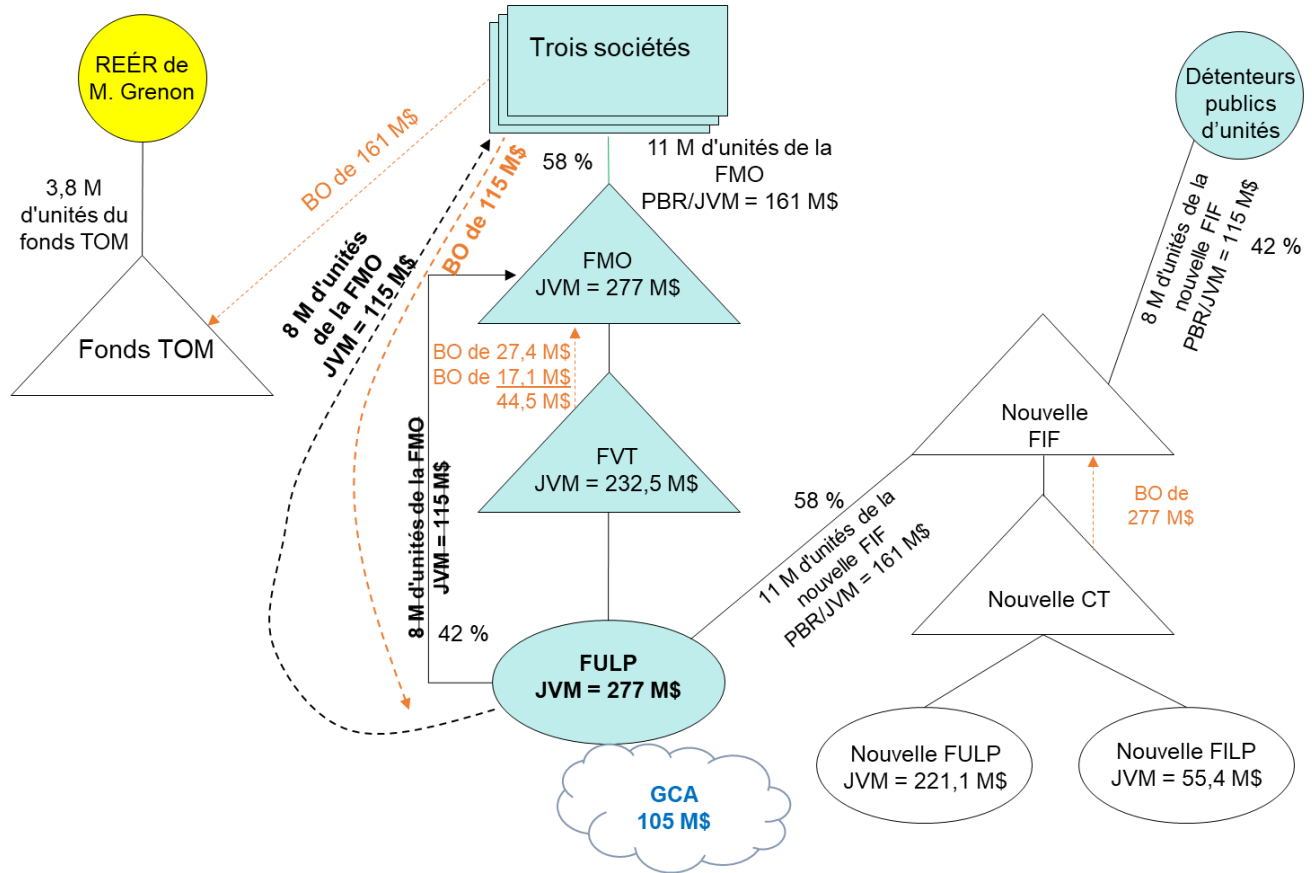 REÉR de
M. Grenon
3,8 M
d'unités du
fonds TOM
Fonds TOM
BO de 161 M$
Trois sociétés
58 %
11 M d'unités de la
FMO
PBR/JVM = 161 M$
8 M d'unités
de la FMO
JVM = 115 M$
BO de 115 M$
FMO
JVM = 277 M$
BO de 27,4 M$
BO de 17,1 M$
44,5 M$
FVT
JVM = 232,5 M$
8 M d'unités de la FMO
JVM = 115 M$
42 %
FULP
JVM = 277 M$
GCA
105 M$
Détenteurs
publics
d’unités
8 M d'unités de la
nouvelle FIF
PBR/JVM = 115 M$
42 %
Nouvelle
FIF
58 %
11 M d'unités de la
nouvelle FIF
PBR/JVM = 161 M$
BO de
277 M$
Nouvelle CT
Nouvelle FULP
JVM = 221,1 M$
Nouvelle FILP
JVM = 55,4 M$